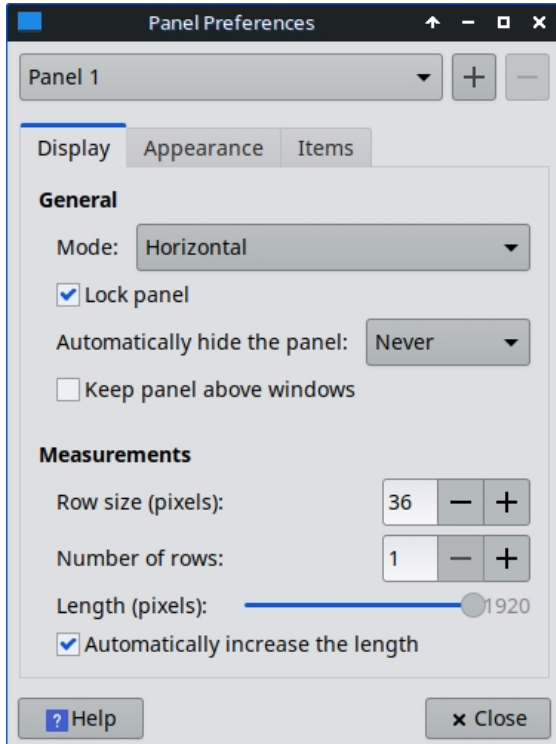 Panel Preferences
Panel 1
Display Appearance Items
General
Mode: Horizontal
Lock panel
Automatically hide the panel: Never
Keep panel above windows
Measurements
Row size (pixels): 36
Number of rows: 1
Length (pixels): 1920
Automatically increase the length
? Help Close